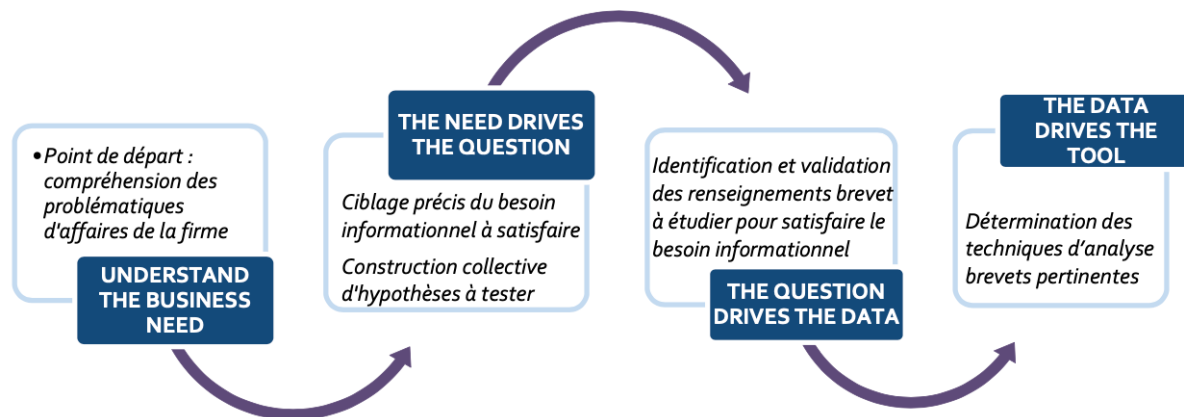 •Point de départ :
compréhension des
problématiques
d'affaires de la firme
UNDERSTAND
THE BUSINESS
NEED
THE NEED DRIVES
THE QUESTION
Ciblage précis du besoin
informationnel à satisfaire
Construction collective
d'hypothèses à tester
Identification et validation
des renseignements brevet
à étudier pour satisfaire le
besoin informationnel
THE QUESTION
DRIVES THE DATA
THE DATA
DRIVES THE
TOOL
Détermination des
techniques d’analyse
brevets pertinentes